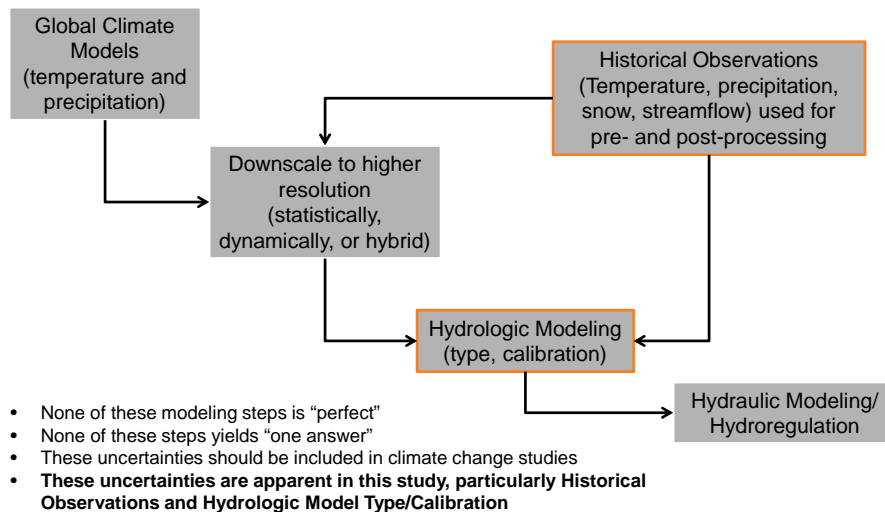 Global Climate
Models
(temperature and
precipitation)
Historical Observations
(Temperature, precipitation,
snow, streamflow) used for
pre- and post-processing
Downscale to higher
resolution
(statistically,
dynamically, or hybrid)
Hydrologic Modeling
(type, calibration)
Hydraulic Modeling/
Hydroregulation
• None of these modeling steps is “perfect”
• None of these steps yields “one answer”
• These uncertainties should be included in climate change studies
• These uncertainties are apparent in this study, particularly Historical
Observations and Hydrologic Model Type/Calibration